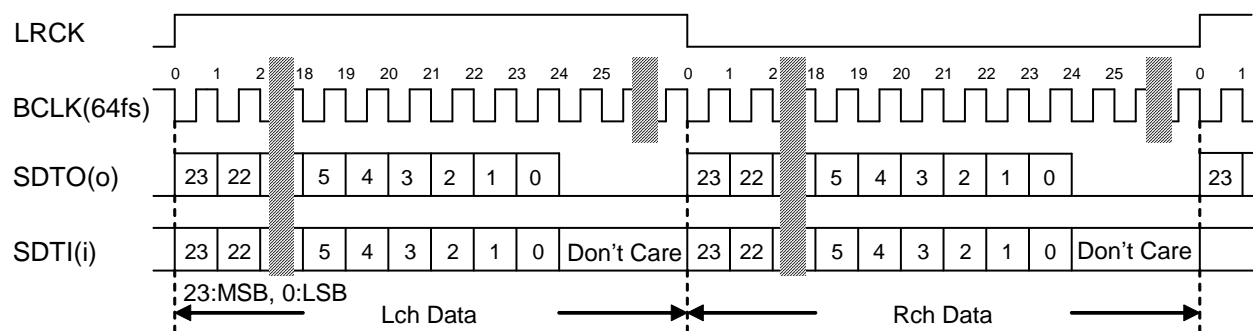 LRCK
0 1 2 18 19 20 21 22 23 24 25 0 1 2 18 19 20 21 22 23 24 25 0 1
BCLK(64fs)
SDTO(o) 23 22 5 4 3 2 1 0 23 22 5 4 3 2 1 0 23
SDTI(i) 23 22 5 4 3 2 1 0 Don't Care 23 22 5 4 3 2 1 0 Don't Care
23:MSB, 0:LSB
Lch Data Rch Data